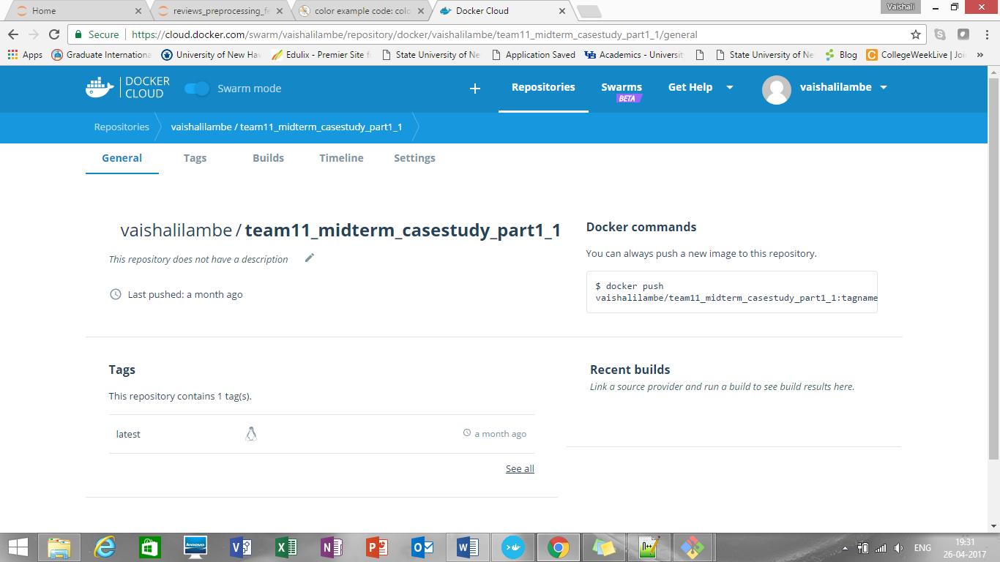 Home
reviews_preprocessing_fe
color example code: colo
Docker Cloud
Vaishali
Secure
https://cloud.docker.com/swarm/vaishalilambe/repository/docker/vaishalilambe/team11_midterm_casestudy_part1_1/general
Apps
Graduate Internationa
University of New Hav
Edulix - Premier Site f
State University of Ne
Application Saved
Academics - Universit
State University of Ne
Blog
CollegeWeekLive | Joi
»
DOCKER
CLOUD
Swarm mode
+
Repositories
Swarms
BETA
Get Help
vaishalilambe
Repositories
vaishalilambe / team11_midterm_casestudy_part1_1
General
Tags
Builds
Timeline
Settings
vaishalilambe / team11_midterm_casestudy_part1_1
This repository does not have a description
Last pushed: a month ago
Docker commands
You can always push a new image to this repository.
$ docker push
vaishalilambe/team11_midterm_casestudy_part1_1:tagname
Tags
This repository contains 1 tag(s).
latest
a month ago
See all
Recent builds
Link a source provider and run a build to see build results here.
lenovo
ENG
19:31
26-04-2017